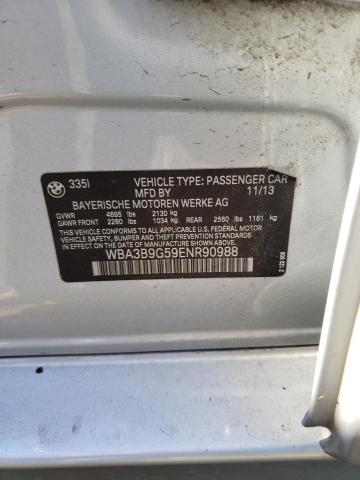 335I VEHICLE TYPE: PASSENGER CAR
MFD BY 11/13
BAYERISCHE MOTOREN WERKE AG
GVWR 4695 lbs 2130 kg
GAWR FRONT 2280 lbs 1034 kg REAR 2560 lbs 1161 kg
THIS VEHICLE CONFORMS TO ALL APPLICABLE U.S. FEDERAL MOTOR
VEHICLE SAFETY, BUMPER, AND THEFT PREVENTION STANDARDS
IN EFFECT ON THE DATE OF MANUFACTURE SHOWN ABOVE.
WBA3B9G59ENR90988